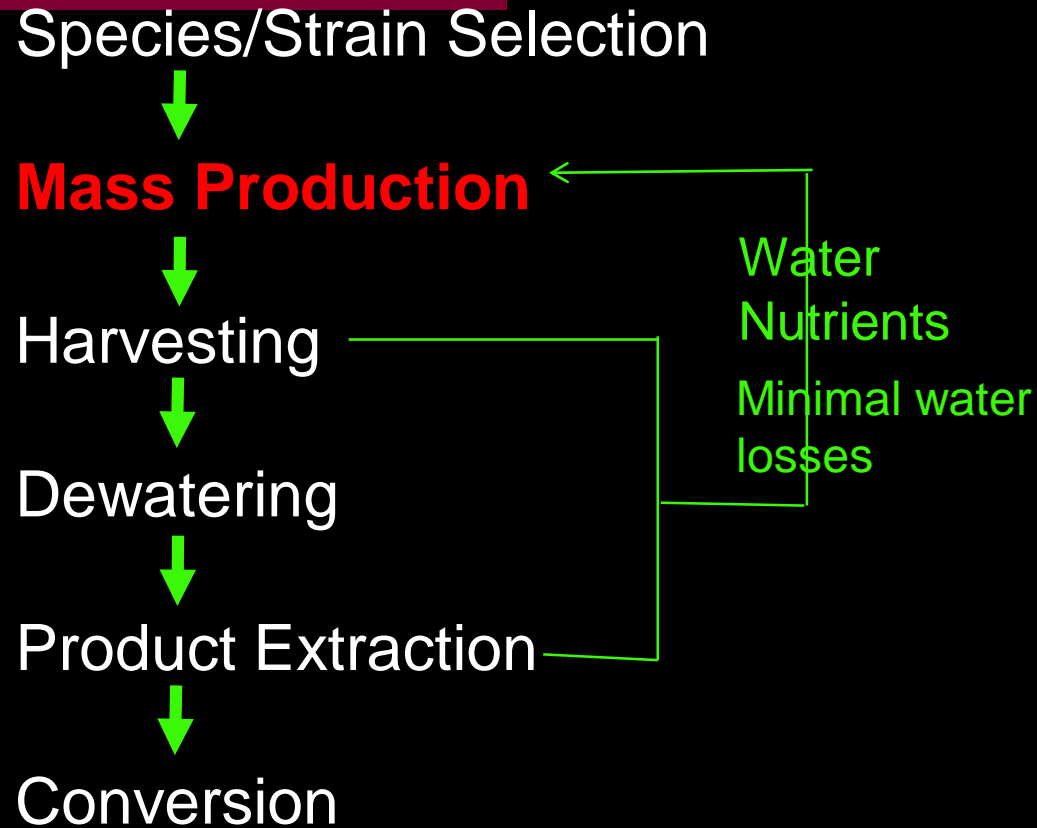 Species/Strain Selection
Mass Production
Water
Nutrients
Harvesting
Minimal water
losses
Dewatering
Product Extraction
Conversion